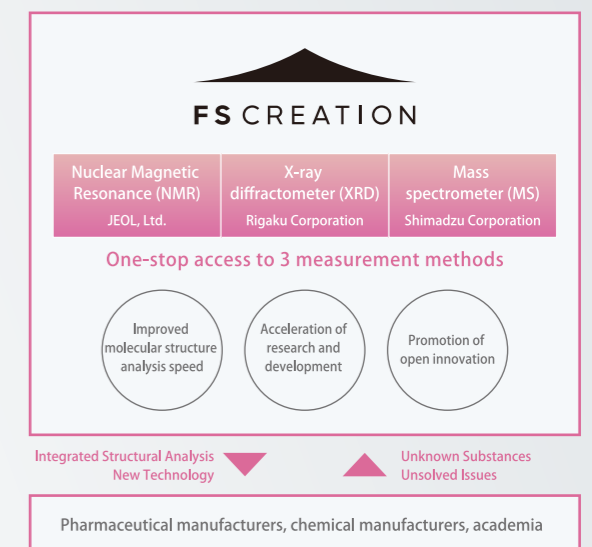 FS CREATION
Nuclear Magnetic
Resonance (NMR)
JEOL, Ltd.
X-ray
diffractometer (XRD)
Rigaku Corporation
Mass
spectrometer (MS)
Shimadzu Corporation
One-stop access to 3 measurement methods
Improved
molecular structure
analysis speed
Acceleration of
research and
development
Promotion of
open innovation
Integrated Structural Analysis
New Technology
Unknown Substances
Unsolved Issues
Pharmaceutical manufacturers, chemical manufacturers, academia